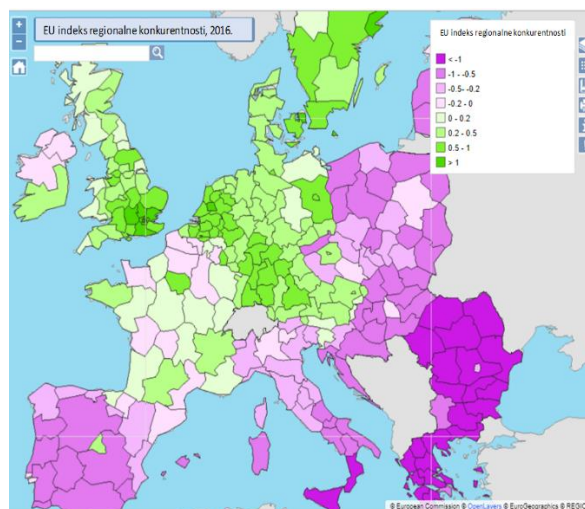 EU indeks regionalne konkurentnosti, 2016.
EU indeks regionalne konkurentnosti
< -1
-1 - -0.5
-0.5 - -0.2
-0.2 - 0
0 - 0.2
0.2 - 0.5
0.5 - 1
> 1
© European Commission © OpenLayers © EuroGeographics © REGIO